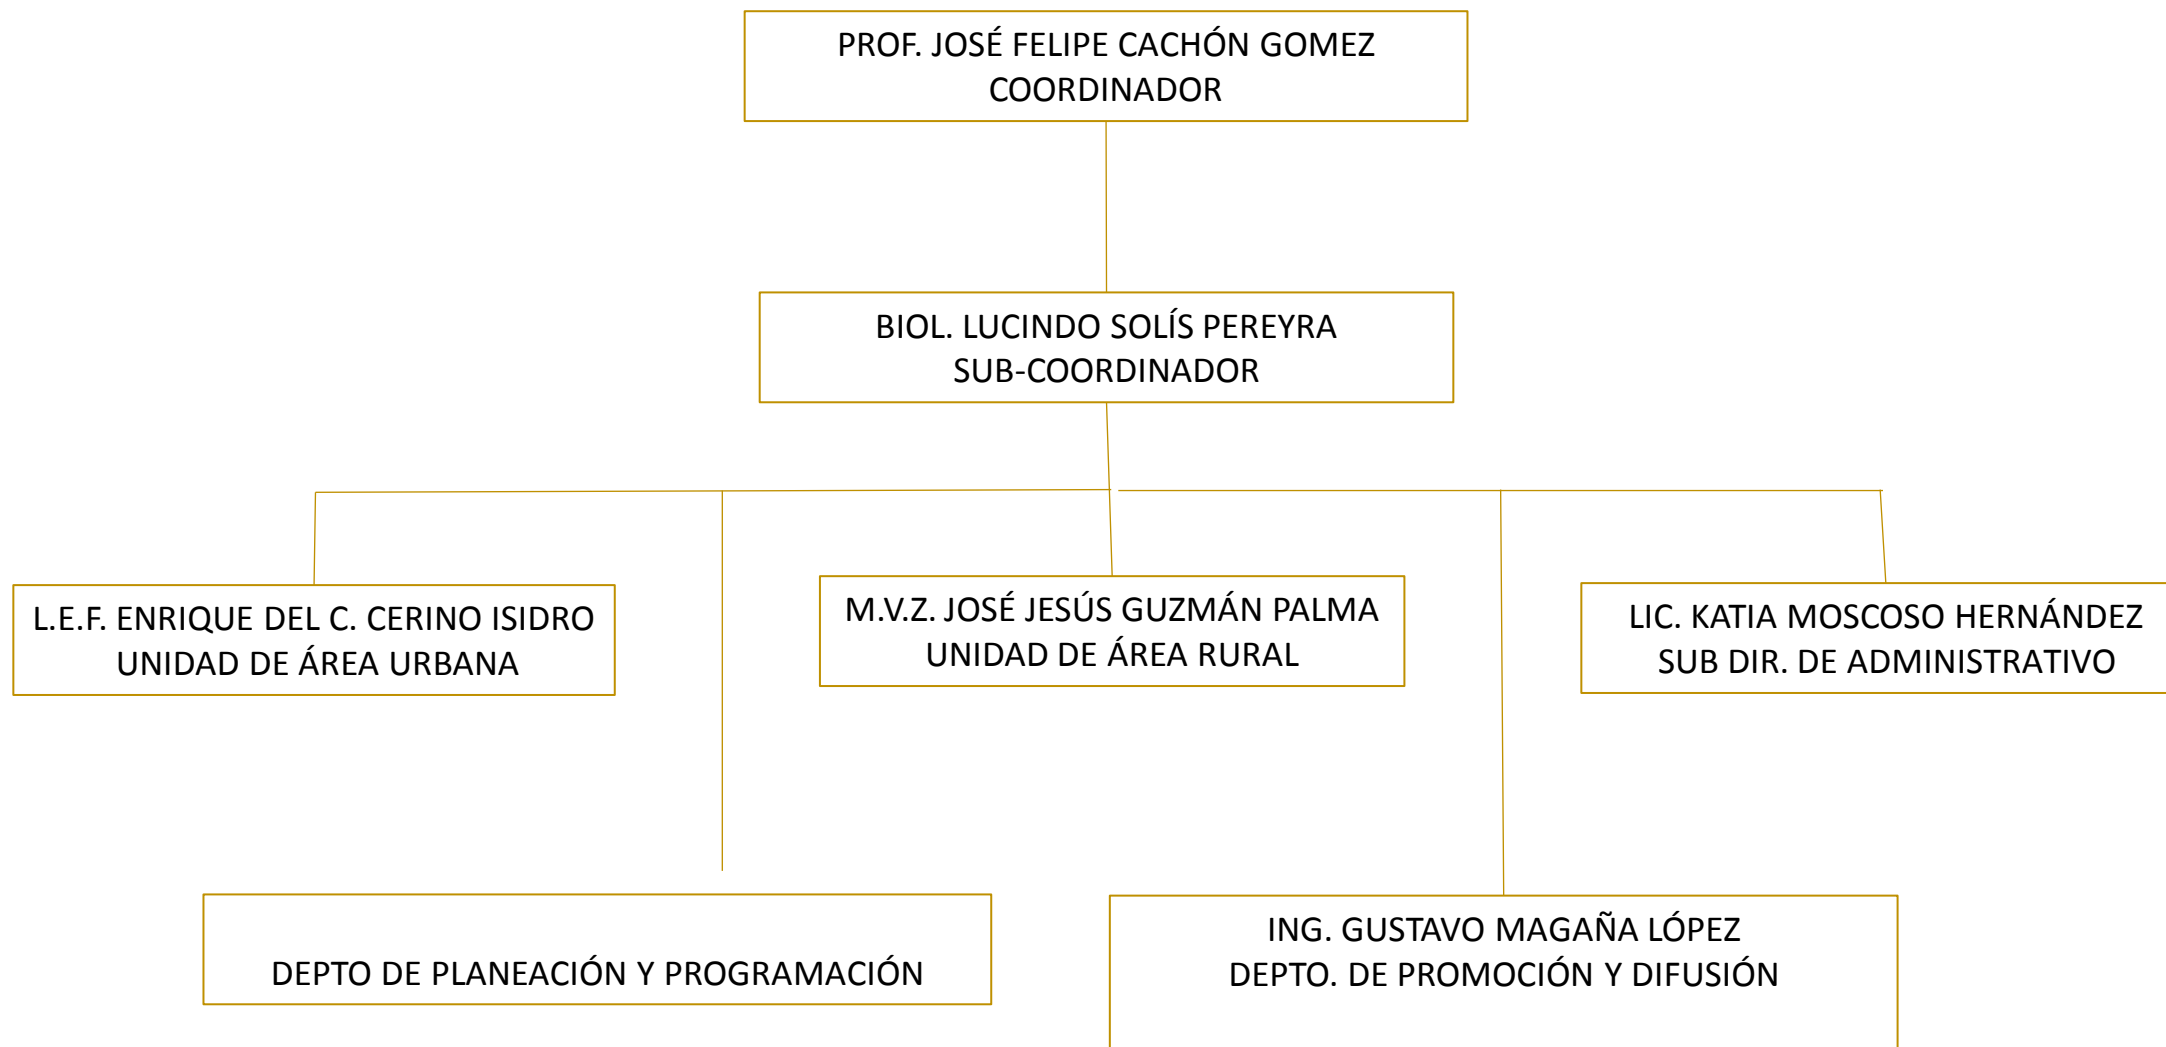 PROF. JOSÉ FELIPE CACHÓN GOMEZ
COORDINADOR
BIOL. LUCINDO SOLÍS PEREYRA
SUB-COORDINADOR
L.E.F. ENRIQUE DEL C. CERINO ISIDRO
UNIDAD DE ÁREA URBANA
M.V.Z. JOSÉ JESÚS GUZMÁN PALMA
UNIDAD DE ÁREA RURAL
LIC. KATIA MOSCOSO HERNÁNDEZ
SUB DIR. DE ADMINISTRATIVO
DEPTO DE PLANEACIÓN Y PROGRAMACIÓN
ING. GUSTAVO MAGAÑA LÓPEZ
DEPTO. DE PROMOCIÓN Y DIFUSIÓN